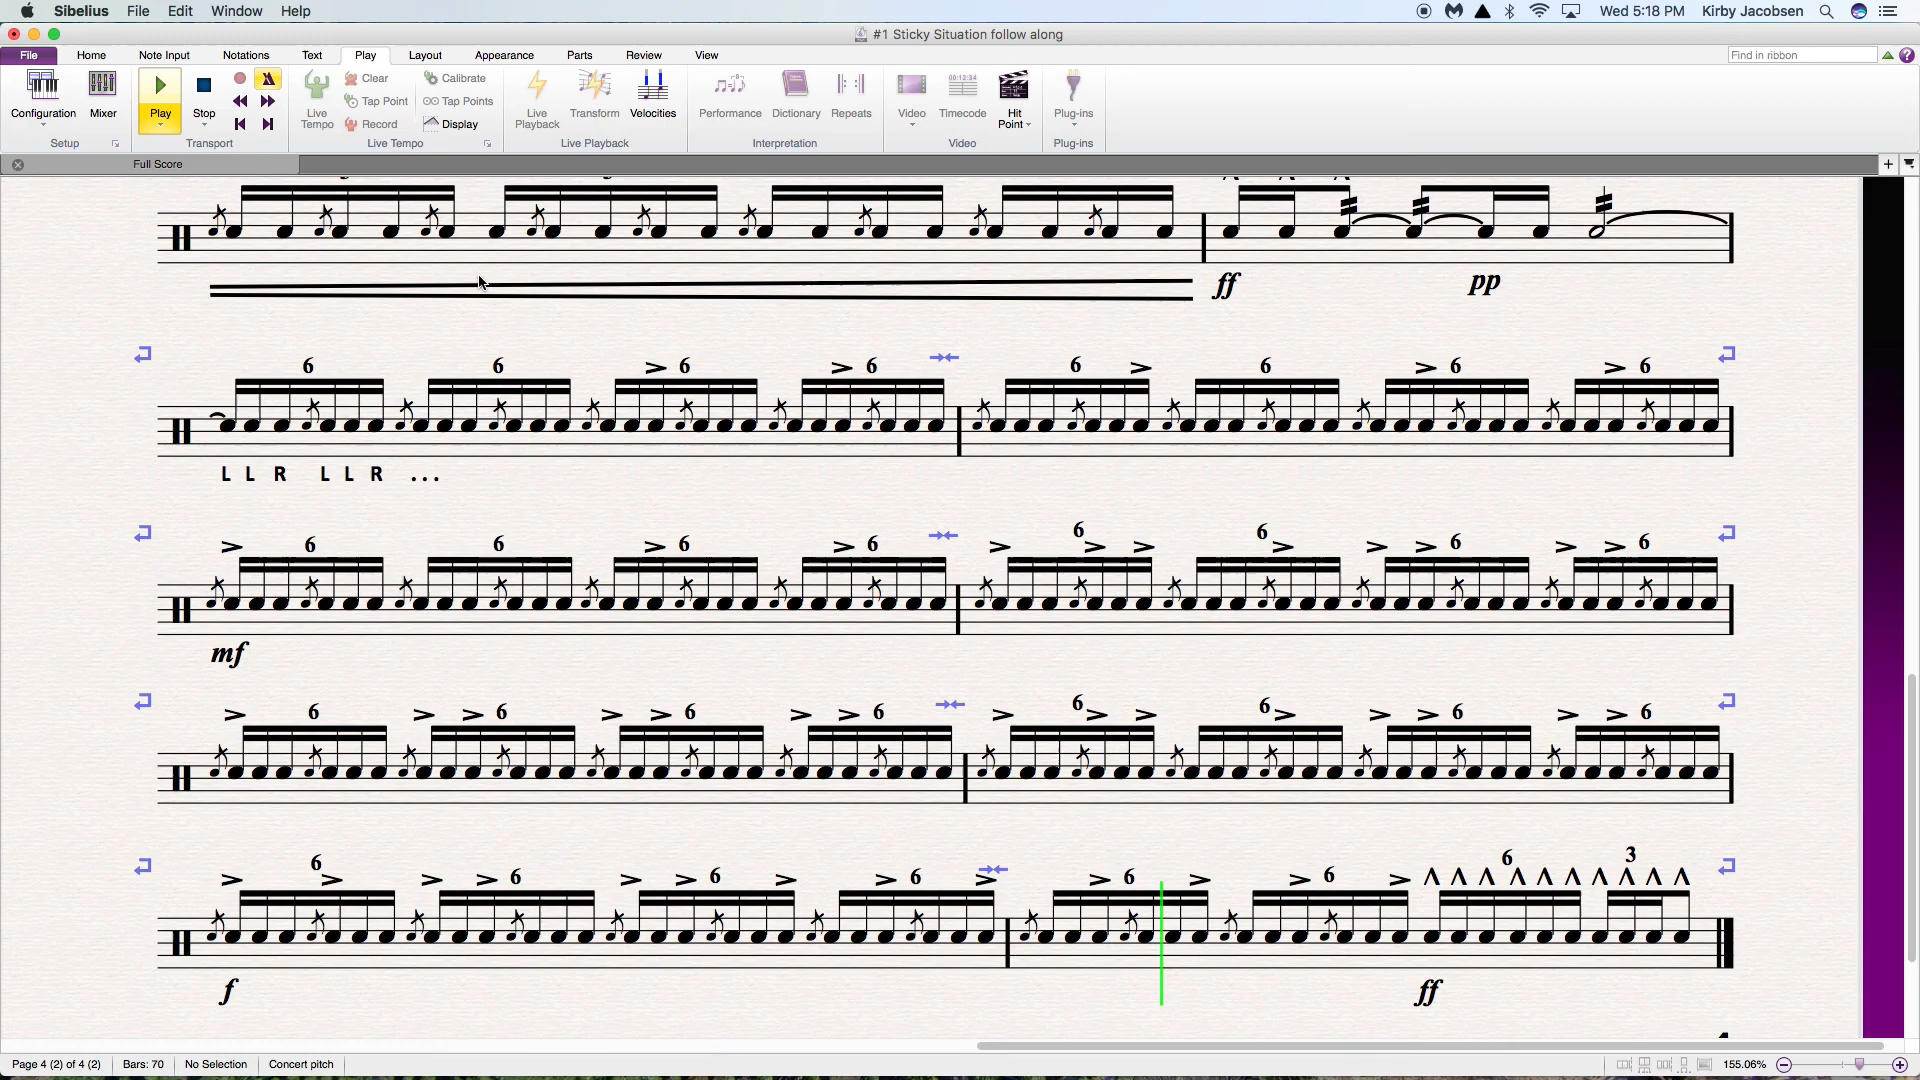 Sibelius File Edit Window Help Wed 5:18 PM Kirby Jacobsen
#1 Sticky Situation follow along
File Home Note Input Notations Text Play Layout Appearance Parts Review View Find in ribbon
Configuration Mixer Play Stop Live Tempo Clear Tap Point Record Calibrate Tap Points Display Live Playback Transform Velocities Performance Dictionary Repeats Video 00:12:34 Timecode Hit Point Plug-ins
Setup Transport Live Tempo Live Playback Interpretation Video Plug-ins
Full Score
ff pp
6 6 6 6 6 6 6 6
L L R L L R ...
6 6 6 6 6 6 6 6
mf
6 6 6 6 6 6 6 6
6 6 6 6 6 6 6 3
f ff
Page 4 (2) of 4 (2) Bars: 70 No Selection Concert pitch 155.06%